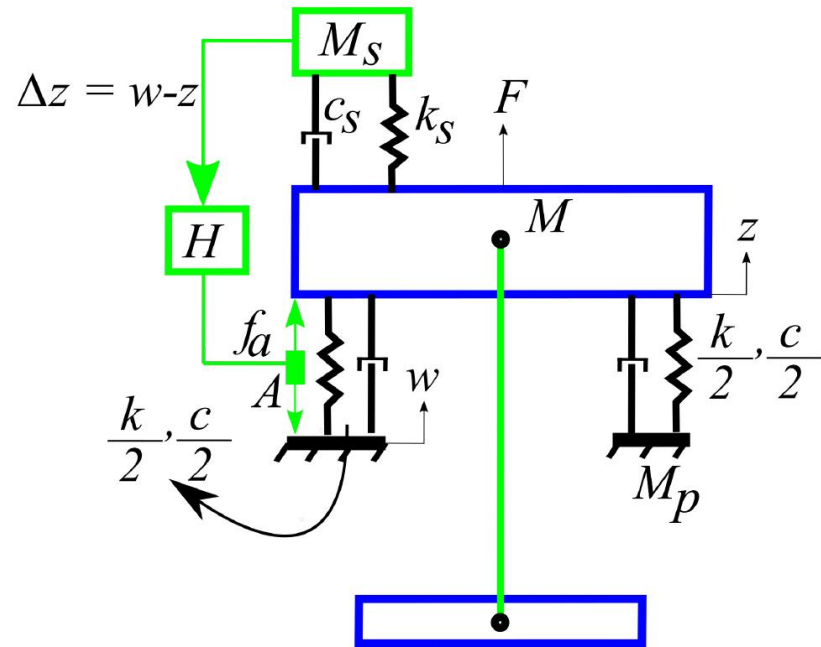 M_s
Δz = w-z
c_s
k_s
F
H
M
z
f_a
A
w
k/2, c/2
k/2, c/2
M_p